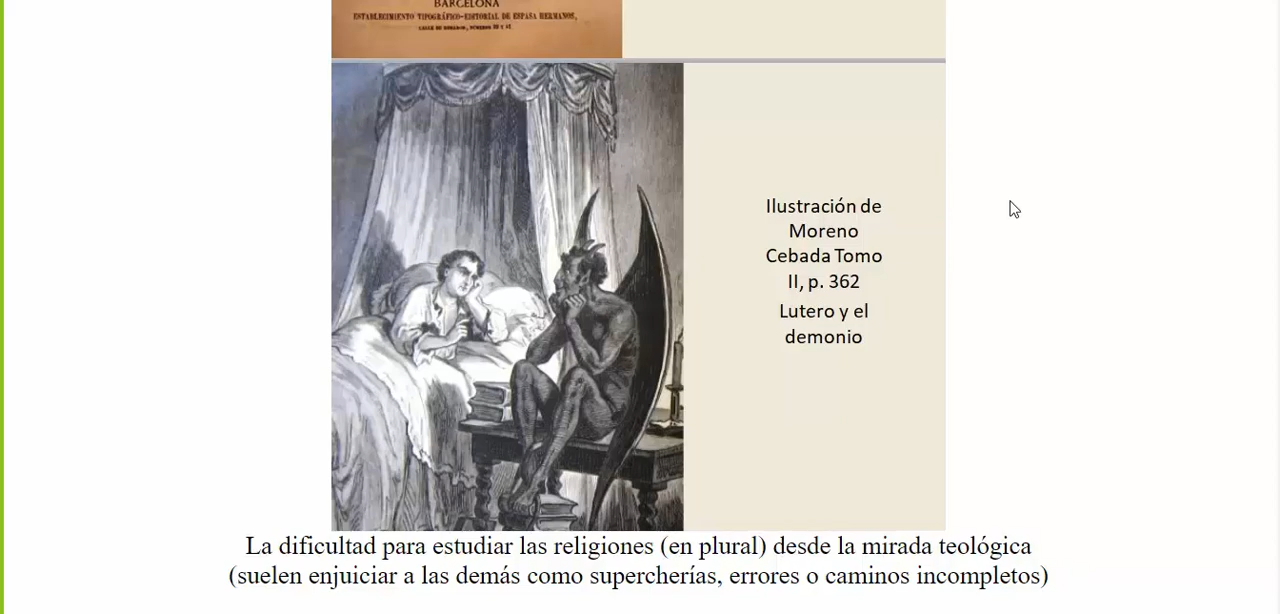 BARCELONA
ESTABLECIMIENTO TIPOGRÁFICO-EDITORIAL DE ESPASA HERMANOS,
Ilustración de
Moreno
Cebada Tomo
II, p. 362
Lutero y el
demonio
La dificultad para estudiar las religiones (en plural) desde la mirada teológica
(suelen enjuiciar a las demás como supercherías, errores o caminos incompletos)